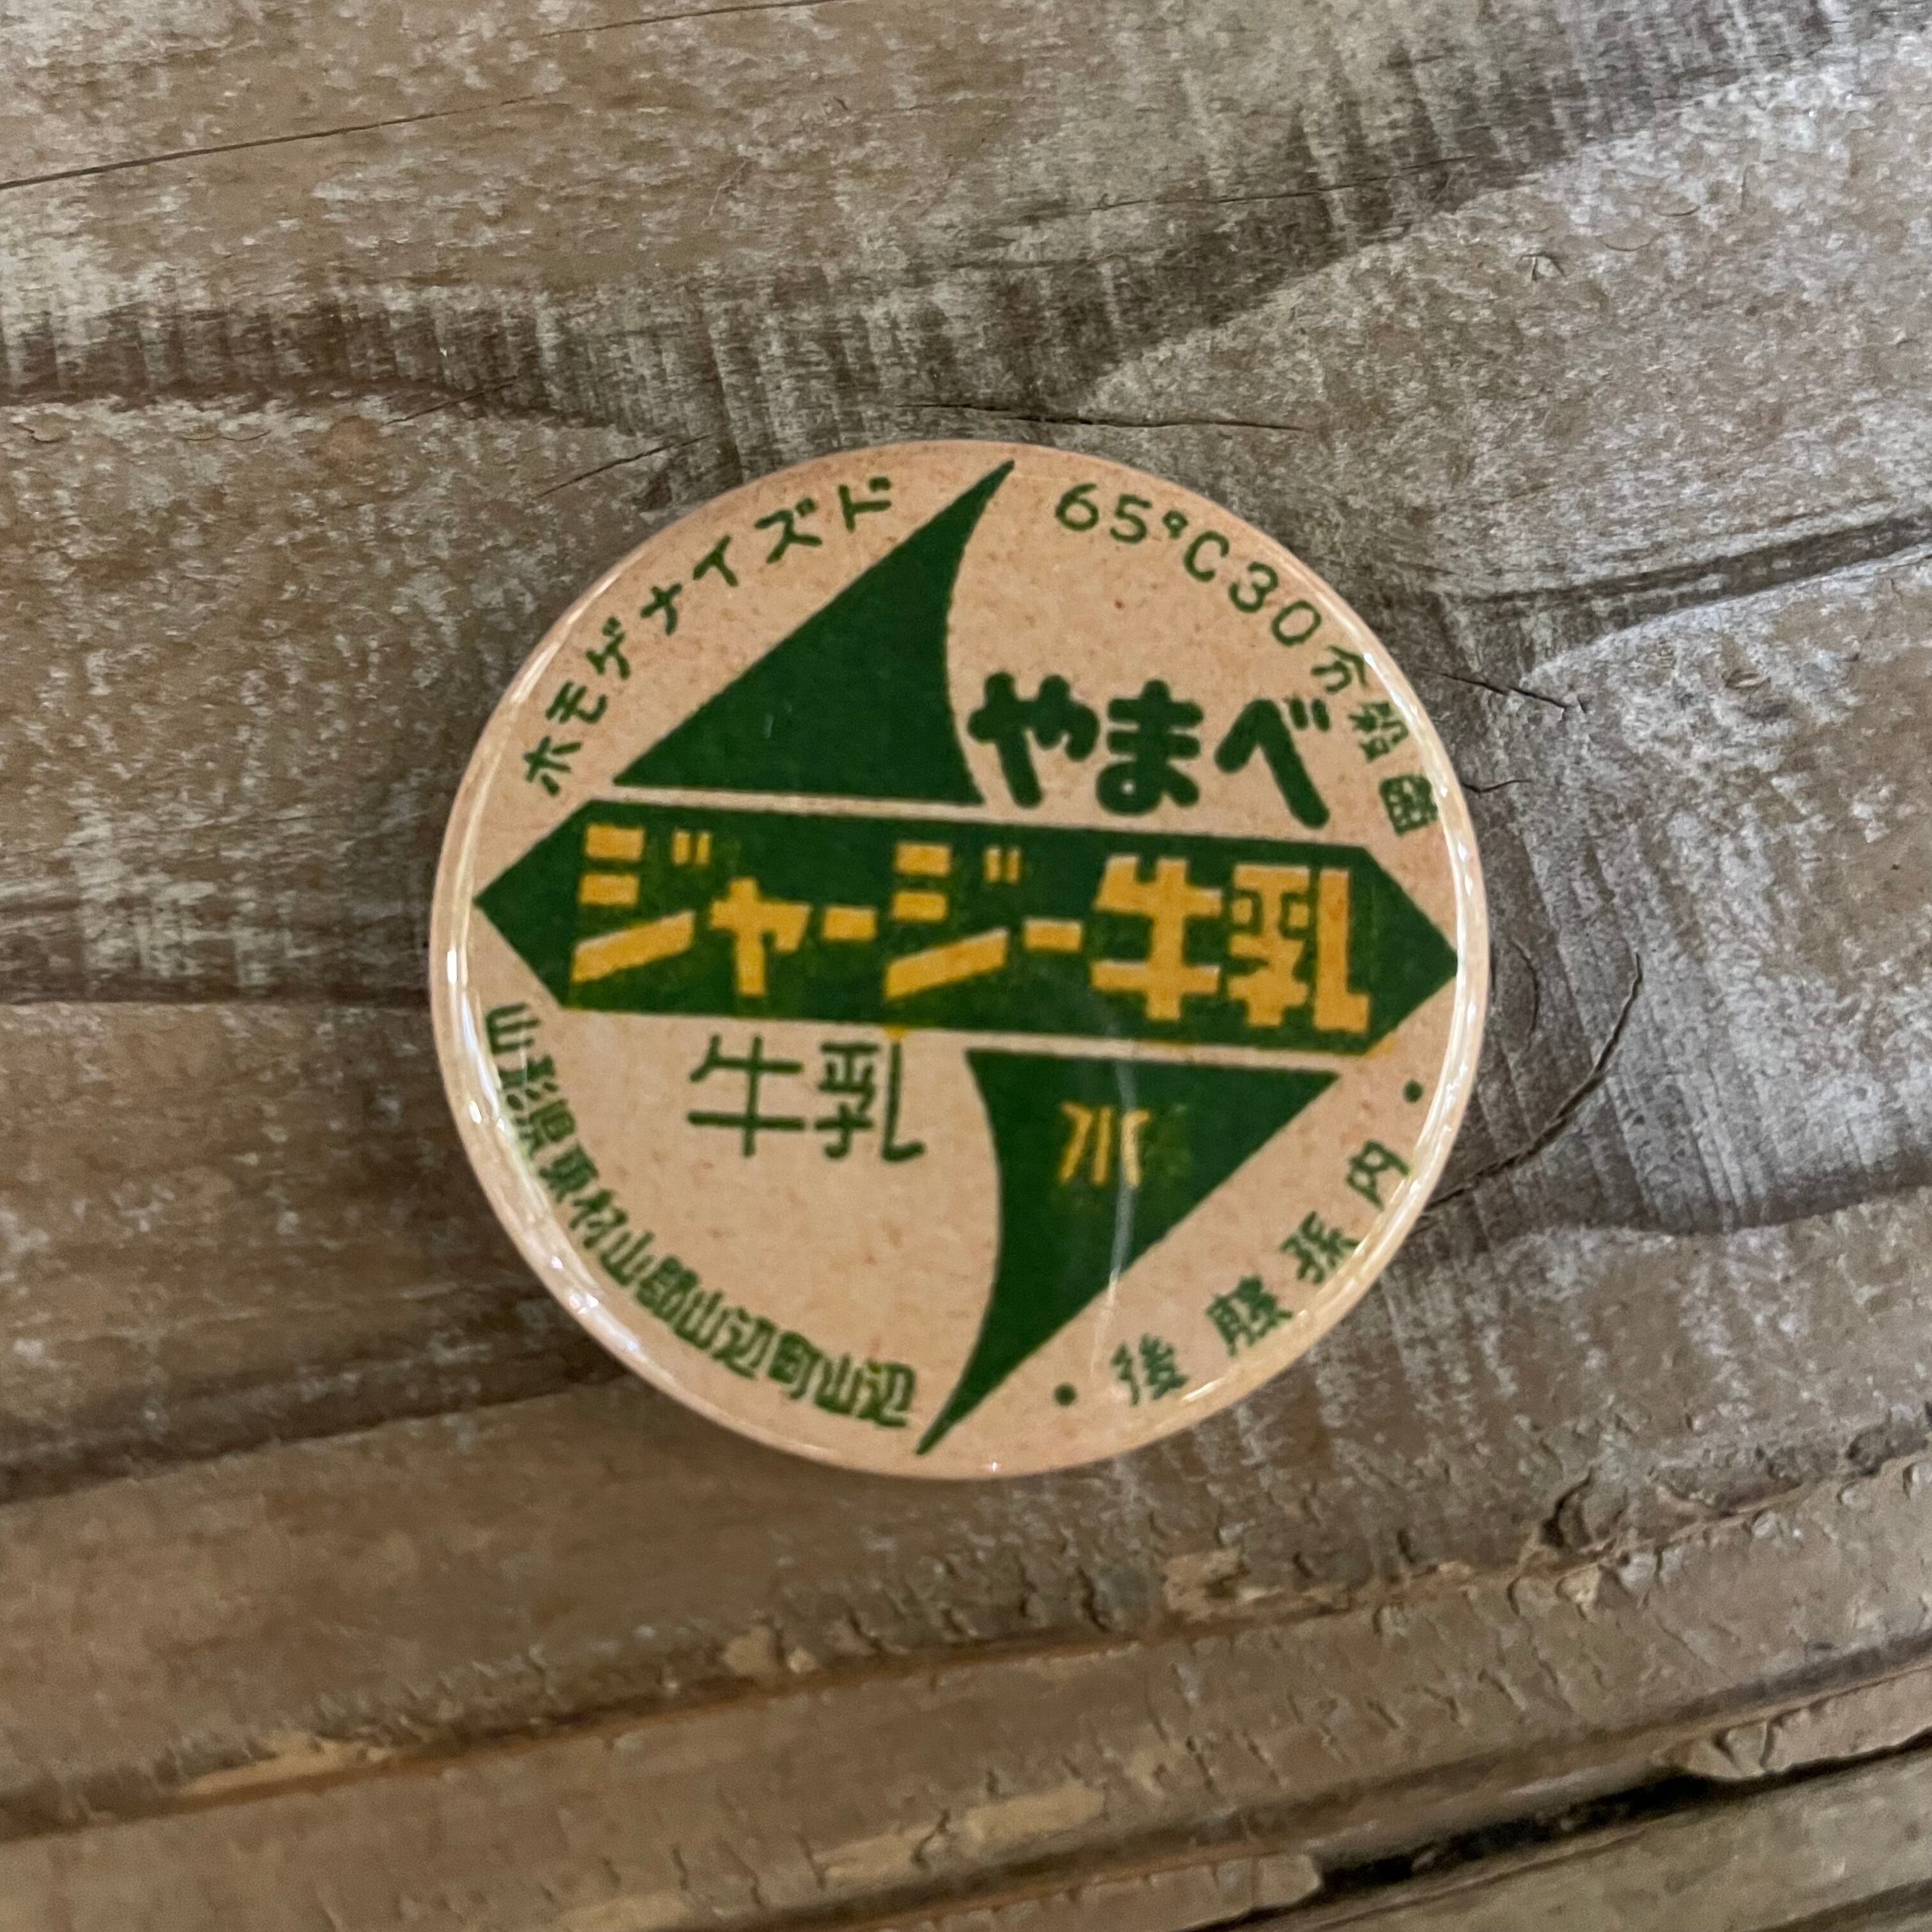 ホモゲナイズド
65°C30分殺菌
やまべ
ジャージー牛乳
牛乳
水
山形県東村山郡山辺町山辺
・後藤孫内・